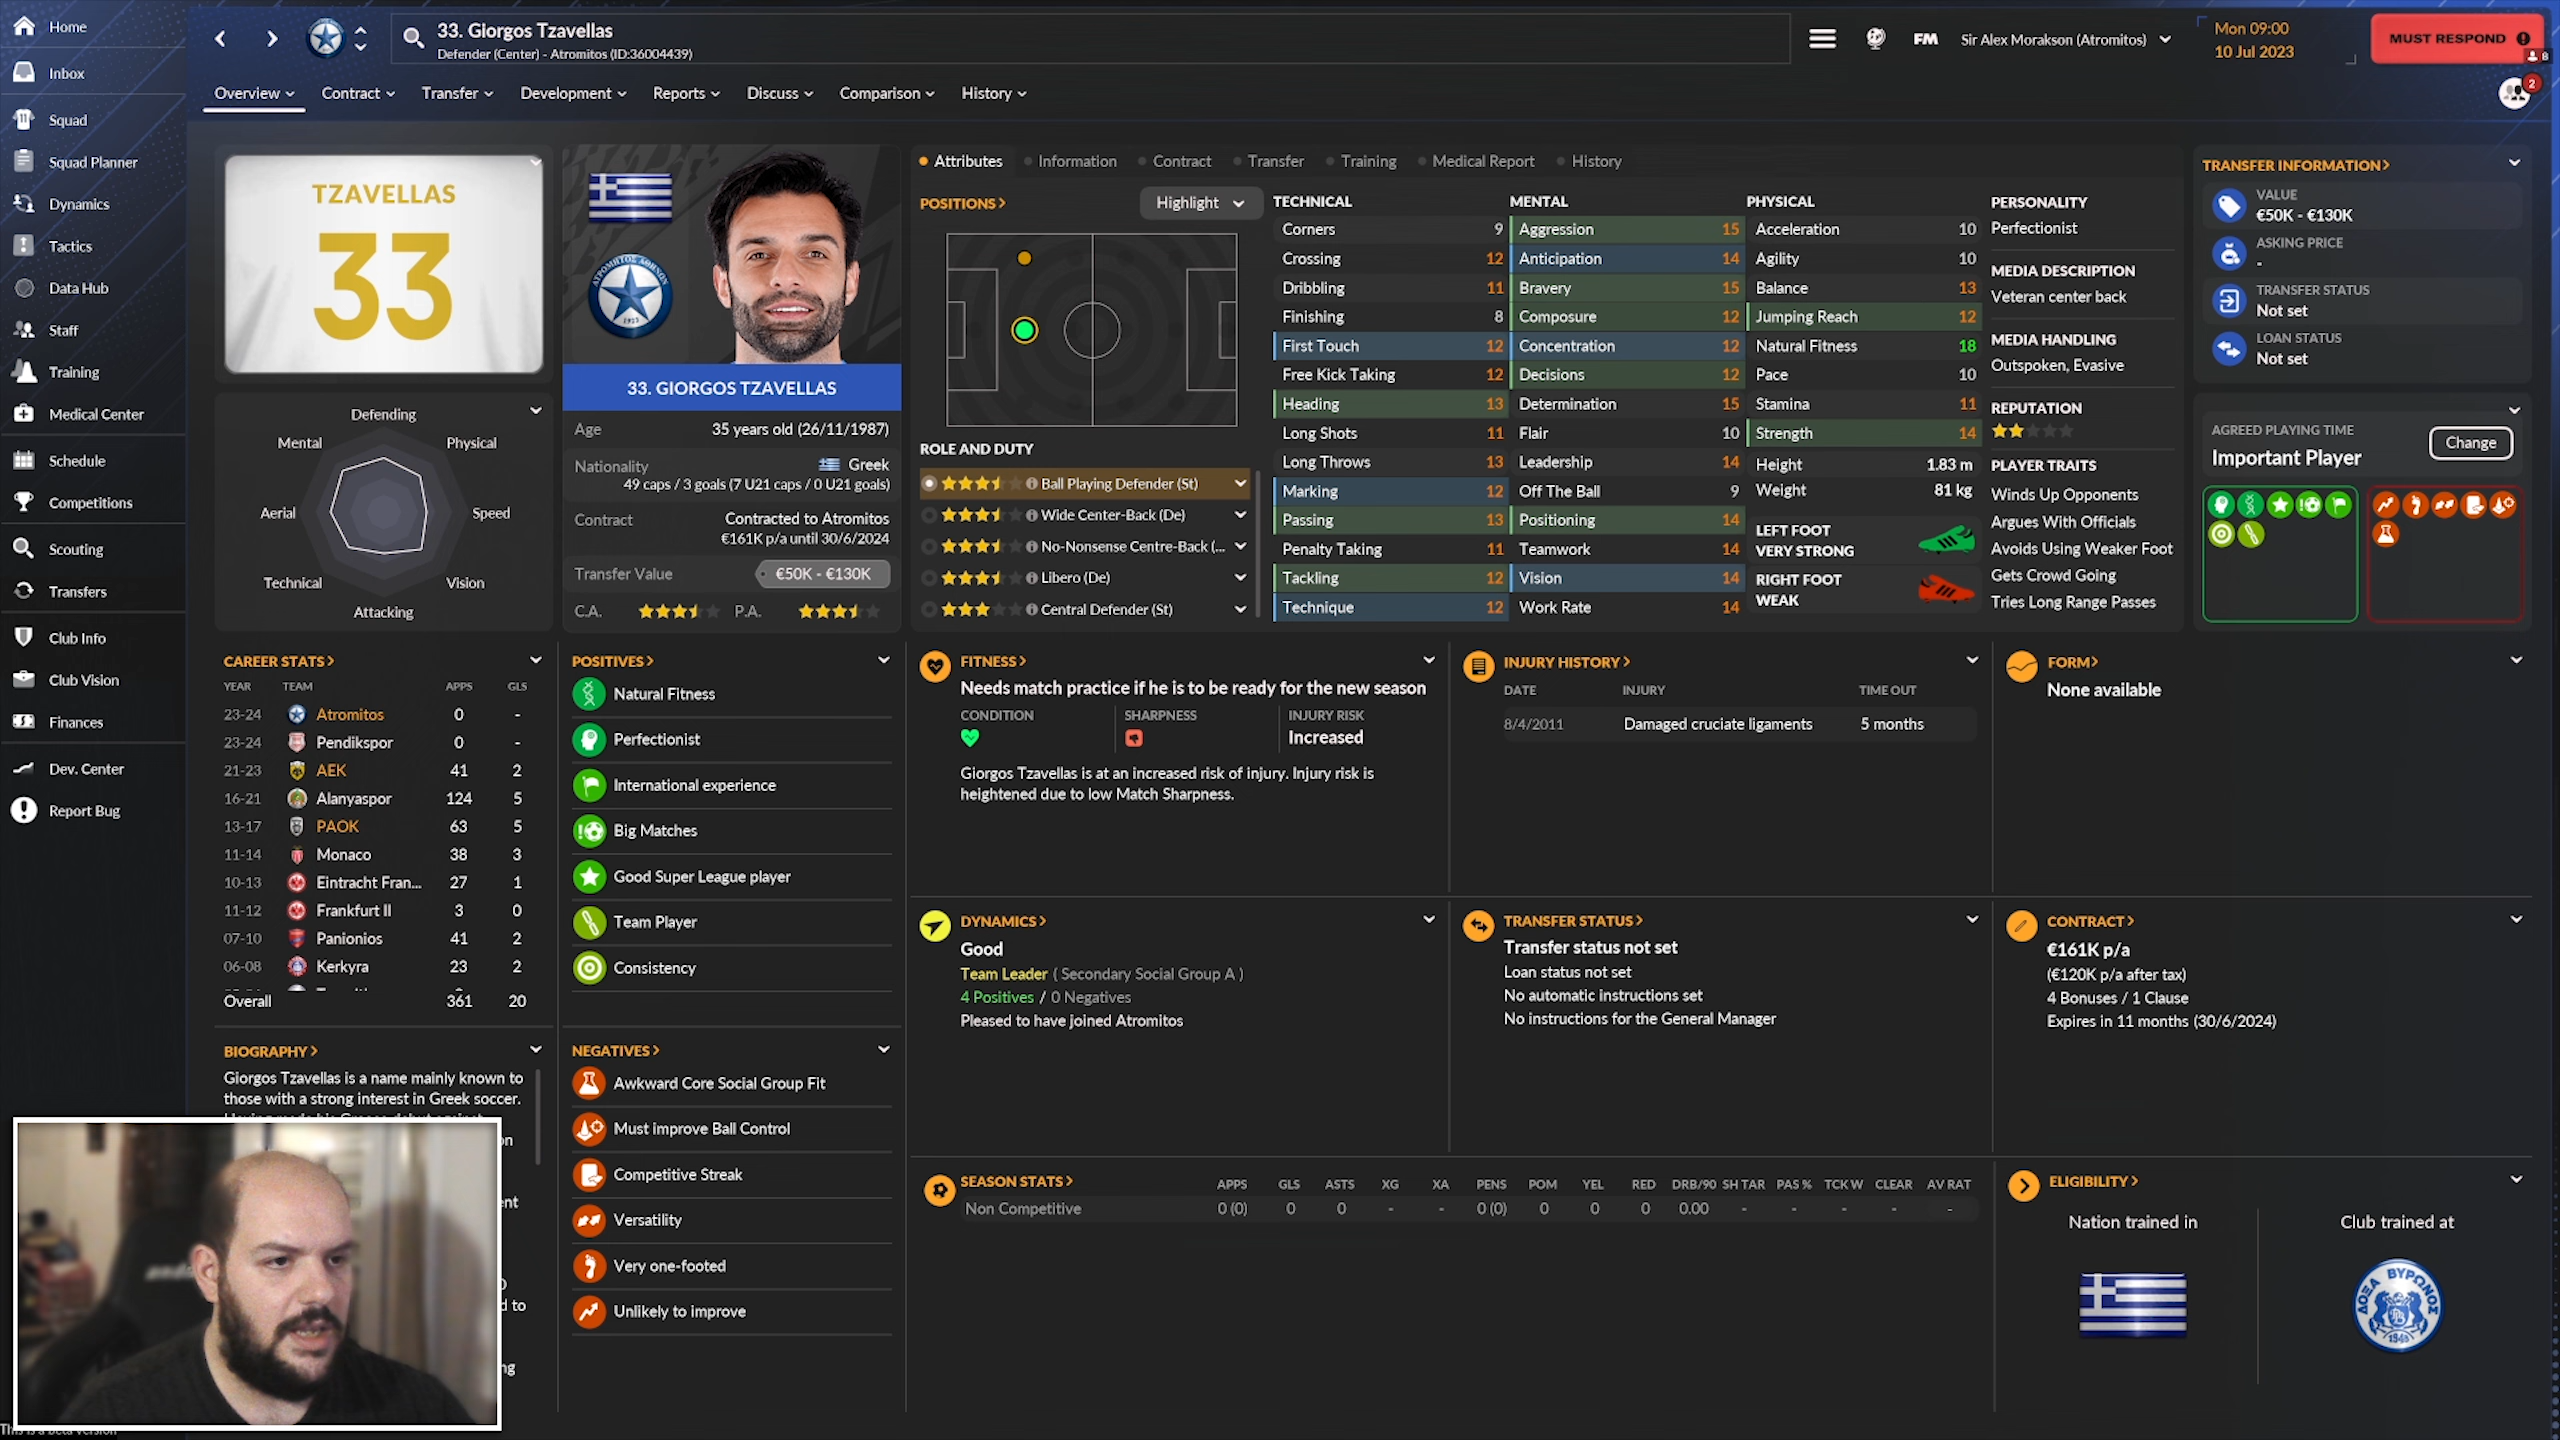 Home
Inbox
Squad
Squad Planner
Dynamics
Tactics
Data Hub
Staff
Training
Medical Center
Schedule
Competitions
Scouting
Transfers
Club Info
Club Vision
Finances
Dev. Center
Report Bug
33. Giorgos Tzavellas
Defender (Center) - Atromitos (ID:36004439)
FM
Sir Alex Morakson (Atromitos)
Mon 09:00
10 Jul 2023
MUST RESPOND
8
2
Overview
Contract
Transfer
Development
Reports
Discuss
Comparison
History
TZAVELLAS
33
Defending
Mental
Physical
Aerial
Speed
Technical
Vision
Attacking
ΑΤΡΟΜΗΤΟΣ ΑΘΗΝΩΝ
1923
33. GIORGOS TZAVELLAS
Age 35 years old (26/11/1987)
Nationality Greek
49 caps / 3 goals (7 U21 caps / 0 U21 goals)
Contract Contracted to Atromitos
€161K p/a until 30/6/2024
Transfer Value €50K - €130K
C.A. P.A.
Attributes
Information
Contract
Transfer
Training
Medical Report
History
POSITIONS
Highlight
ROLE AND DUTY
Ball Playing Defender (St)
Wide Center-Back (De)
No-Nonsense Centre-Back (...
Libero (De)
Central Defender (St)
TECHNICAL
Corners 9
Crossing 12
Dribbling 11
Finishing 8
First Touch 12
Free Kick Taking 12
Heading 13
Long Shots 11
Long Throws 13
Marking 12
Passing 13
Penalty Taking 11
Tackling 12
Technique 12
MENTAL
Aggression 15
Anticipation 14
Bravery 15
Composure 12
Concentration 12
Decisions 12
Determination 15
Flair 10
Leadership 14
Off The Ball 9
Positioning 14
Teamwork 14
Vision 14
Work Rate 14
PHYSICAL
Acceleration 10
Agility 10
Balance 13
Jumping Reach 12
Natural Fitness 18
Pace 10
Stamina 11
Strength 14
Height 1.83 m
Weight 81 kg
LEFT FOOT
VERY STRONG
RIGHT FOOT
WEAK
PERSONALITY
Perfectionist
MEDIA DESCRIPTION
Veteran center back
MEDIA HANDLING
Outspoken, Evasive
REPUTATION
PLAYER TRAITS
Winds Up Opponents
Argues With Officials
Avoids Using Weaker Foot
Gets Crowd Going
Tries Long Range Passes
TRANSFER INFORMATION
VALUE
€50K - €130K
ASKING PRICE
-
TRANSFER STATUS
Not set
LOAN STATUS
Not set
AGREED PLAYING TIME
Important Player
Change
CAREER STATS
YEAR TEAM APPS GLS
23-24 Atromitos 0 -
23-24 Pendikspor 0 -
21-23 AEK 41 2
16-21 Alanyaspor 124 5
13-17 PAOK 63 5
11-14 Monaco 38 3
10-13 Eintracht Fran... 27 1
11-12 Frankfurt II 3 0
07-10 Panionios 41 2
06-08 Kerkyra 23 2
Overall 361 20
BIOGRAPHY
Giorgos Tzavellas is a name mainly known to
those with a strong interest in Greek soccer.
on
ent
d to
ng
POSITIVES
Natural Fitness
Perfectionist
International experience
Big Matches
Good Super League player
Team Player
Consistency
NEGATIVES
Awkward Core Social Group Fit
Must improve Ball Control
Competitive Streak
Versatility
Very one-footed
Unlikely to improve
FITNESS
Needs match practice if he is to be ready for the new season
CONDITION SHARPNESS INJURY RISK
Increased
Giorgos Tzavellas is at an increased risk of injury. Injury risk is
heightened due to low Match Sharpness.
INJURY HISTORY
DATE INJURY TIME OUT
8/4/2011 Damaged cruciate ligaments 5 months
FORM
None available
DYNAMICS
Good
Team Leader ( Secondary Social Group A )
4 Positives / 0 Negatives
Pleased to have joined Atromitos
TRANSFER STATUS
Transfer status not set
Loan status not set
No automatic instructions set
No instructions for the General Manager
CONTRACT
€161K p/a
(€120K p/a after tax)
4 Bonuses / 1 Clause
Expires in 11 months (30/6/2024)
SEASON STATS APPS GLS ASTS XG XA PENS POM YEL RED DRB/90 SH TAR PAS % TCK W CLEAR AV RAT
Non Competitive 0 (0) 0 0 - - 0 (0) 0 0 0 0.00 - - - - -
ELIGIBILITY
Nation trained in
Club trained at
ΔΟΞΑ ΒΥΡΩΝΟΣ
This is a beta version